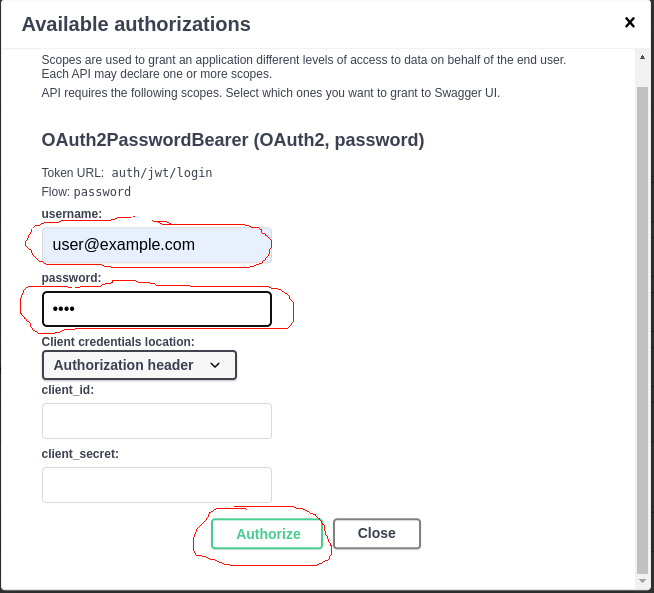 Available authorizations
Scopes are used to grant an application different levels of access to data on behalf of the end user.
Each API may declare one or more scopes.
API requires the following scopes. Select which ones you want to grant to Swagger UI.
OAuth2PasswordBearer (OAuth2, password)
Token URL: auth/jwt/login
Flow: password
username:
user@example.com
password:
••••
Client credentials location:
Authorization header
client_id:
client_secret:
Authorize Close